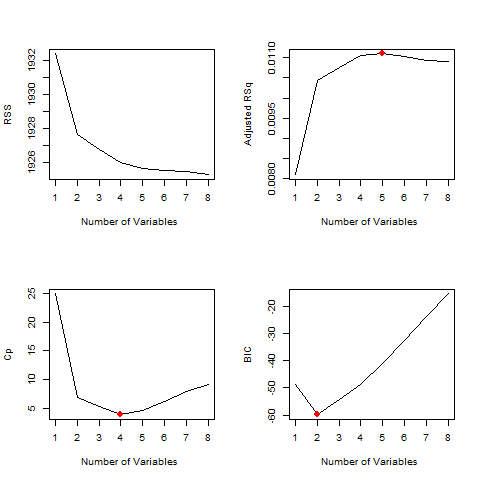 RSS
1926 1928 1930 1932
1 2 3 4 5 6 7 8
Number of Variables
Adjusted RSq
0.0080 0.0095 0.0110
1 2 3 4 5 6 7 8
Number of Variables
Cp
5 10 15 20 25
1 2 3 4 5 6 7 8
Number of Variables
BIC
-60 -50 -40 -30 -20
1 2 3 4 5 6 7 8
Number of Variables